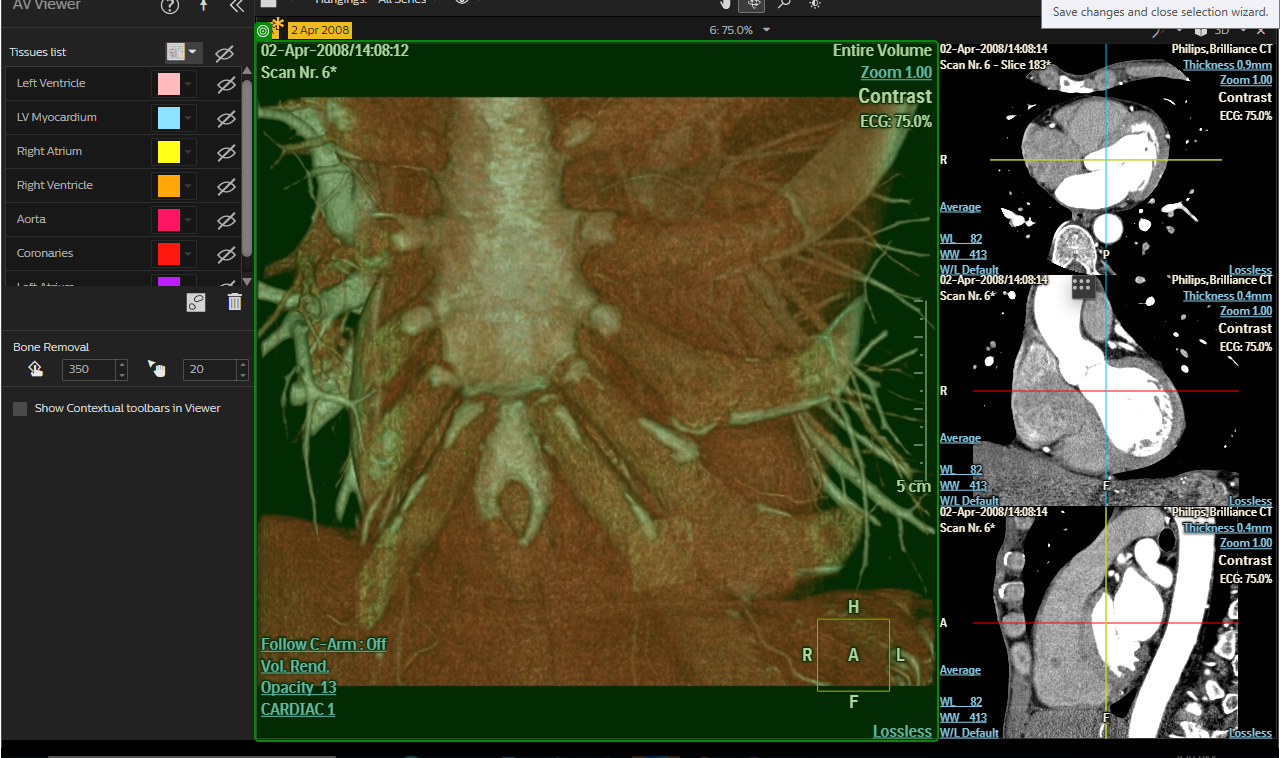 AV Viewer
Hangings: All Series
Save changes and close selection wizard.
2 Apr 2008
6: 75.0%
3D
Tissues list
Left Ventricle
LV Myocardium
Right Atrium
Right Ventricle
Aorta
Coronaries
Left Atrium
Bone Removal
350
20
Show Contextual toolbars in Viewer
02-Apr-2008/14:08:12
Scan Nr. 6*
Entire Volume
Zoom 1.00
Contrast
ECG: 75.0%
5 cm
Follow C-Arm : Off
Vol. Rend.
Opacity 13
CARDIAC 1
H
R A L
F
Lossless
02-Apr-2008/14:08:14
Scan Nr. 6 - Slice 183*
Philips,Brilliance CT
Thickness 0.9mm
Zoom 1.00
Contrast
ECG: 75.0%
R
Average
WL 82
WW 413
W/L Default
P
Lossless
02-Apr-2008/14:08:14
Scan Nr. 6*
Philips,Brilliance CT
Thickness 0.4mm
Zoom 1.00
Contrast
ECG: 75.0%
R
Average
WL 82
WW 413
W/L Default
F
Lossless
02-Apr-2008/14:08:14
Scan Nr. 6*
Philips,Brilliance CT
Thickness 0.4mm
Zoom 1.00
Contrast
ECG: 75.0%
A
Average
WL 82
WW 413
W/L Default
F
Lossless